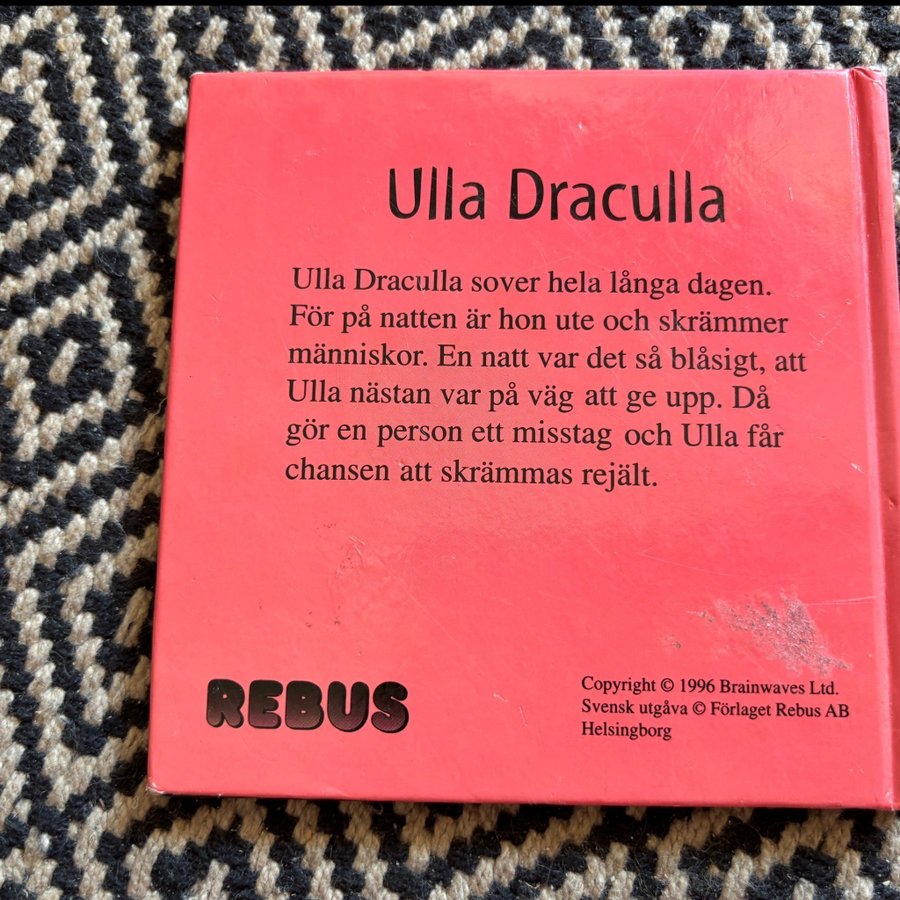 Ulla Draculla
Ulla Draculla sover hela långa dagen.
För på natten är hon ute och skrämmer
människor. En natt var det så blåsigt, att
Ulla nästan var på väg att ge upp. Då
gör en person ett misstag och Ulla får
chansen att skrämmas rejält.
REBUS
Copyright © 1996 Brainwaves Ltd.
Svensk utgåva © Förlaget Rebus AB
Helsingborg